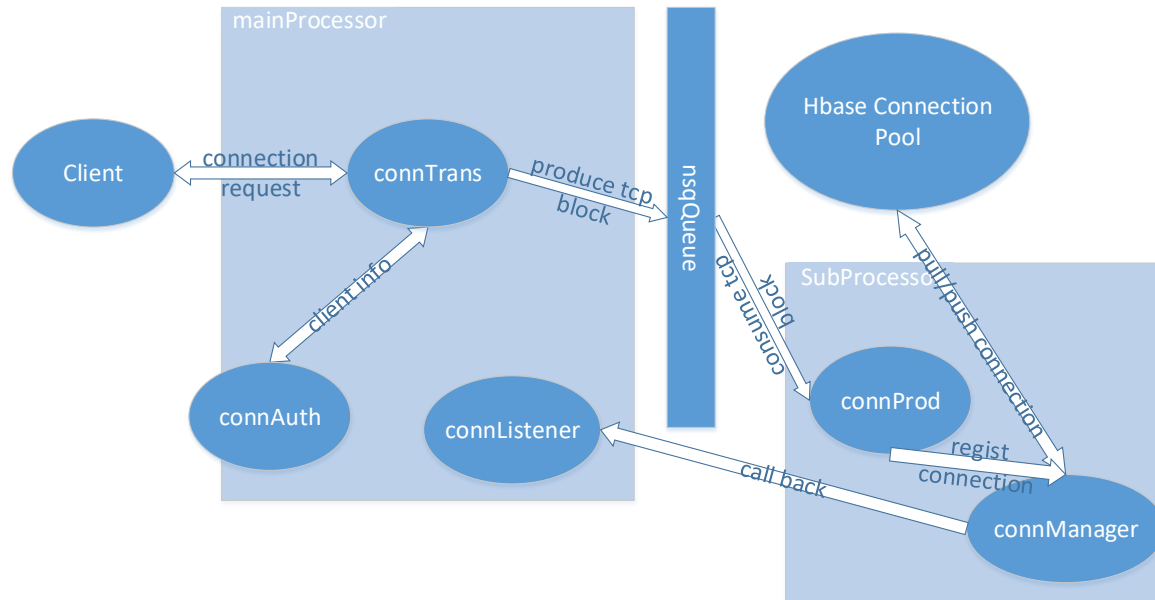 mainProcessor
Hbase Connection
Pool
Client
connection
request
connTrans
produce tcp
block
nsqQueue
client info
consume tcp
block
SubProcessor
pull/push connection
connAuth
connListener
connProd
regist
connection
call back
connManager